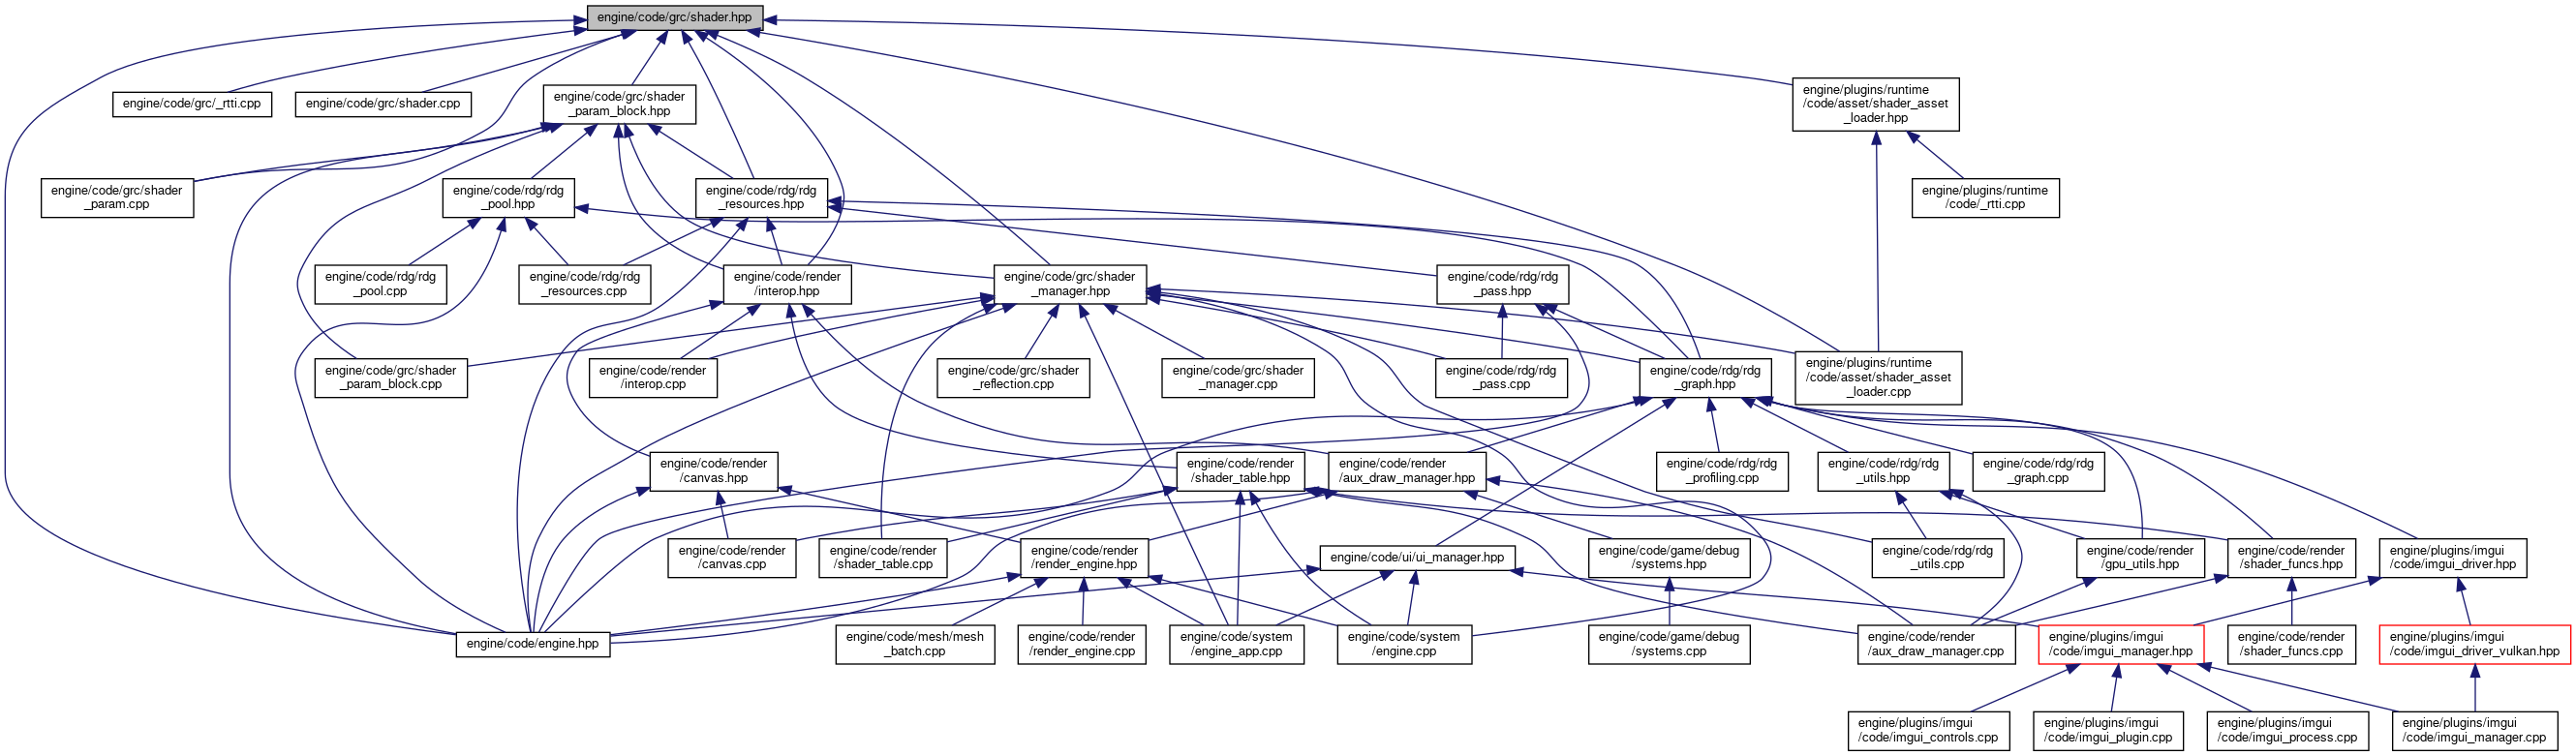 engine/code/grc/shader.hpp
engine/code/grc/_rtti.cpp
engine/code/grc/shader.cpp
engine/code/grc/shader
_param_block.hpp
engine/plugins/runtime
/code/asset/shader_asset
_loader.hpp
engine/code/grc/shader
_param.cpp
engine/code/rdg/rdg
_pool.hpp
engine/code/rdg/rdg
_resources.hpp
engine/plugins/runtime
/code/_rtti.cpp
engine/code/rdg/rdg
_pool.cpp
engine/code/rdg/rdg
_resources.cpp
engine/code/render
/interop.hpp
engine/code/grc/shader
_manager.hpp
engine/code/rdg/rdg
_pass.hpp
engine/code/grc/shader
_param_block.cpp
engine/code/render
/interop.cpp
engine/code/grc/shader
_reflection.cpp
engine/code/grc/shader
_manager.cpp
engine/code/rdg/rdg
_pass.cpp
engine/code/rdg/rdg
_graph.hpp
engine/plugins/runtime
/code/asset/shader_asset
_loader.cpp
engine/code/render
/canvas.hpp
engine/code/render
/shader_table.hpp
engine/code/render
/aux_draw_manager.hpp
engine/code/rdg/rdg
_profiling.cpp
engine/code/rdg/rdg
_utils.hpp
engine/code/rdg/rdg
_graph.cpp
engine/code/render
/canvas.cpp
engine/code/render
/shader_table.cpp
engine/code/render
/render_engine.hpp
engine/code/ui/ui_manager.hpp
engine/code/game/debug
/systems.hpp
engine/code/rdg/rdg
_utils.cpp
engine/code/render
/gpu_utils.hpp
engine/code/render
/shader_funcs.hpp
engine/plugins/imgui
/code/imgui_driver.hpp
engine/code/engine.hpp
engine/code/mesh/mesh
_batch.cpp
engine/code/render
/render_engine.cpp
engine/code/system
/engine_app.cpp
engine/code/system
/engine.cpp
engine/code/game/debug
/systems.cpp
engine/code/render
/aux_draw_manager.cpp
engine/plugins/imgui
/code/imgui_manager.hpp
engine/code/render
/shader_funcs.cpp
engine/plugins/imgui
/code/imgui_driver_vulkan.hpp
engine/plugins/imgui
/code/imgui_controls.cpp
engine/plugins/imgui
/code/imgui_plugin.cpp
engine/plugins/imgui
/code/imgui_process.cpp
engine/plugins/imgui
/code/imgui_manager.cpp